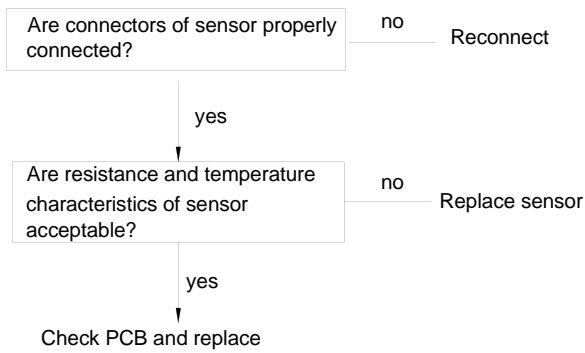 Are connectors of sensor properly
connected?
no
Reconnect
yes
Are resistance and temperature
characteristics of sensor
acceptable?
no
Replace sensor
yes
Check PCB and replace